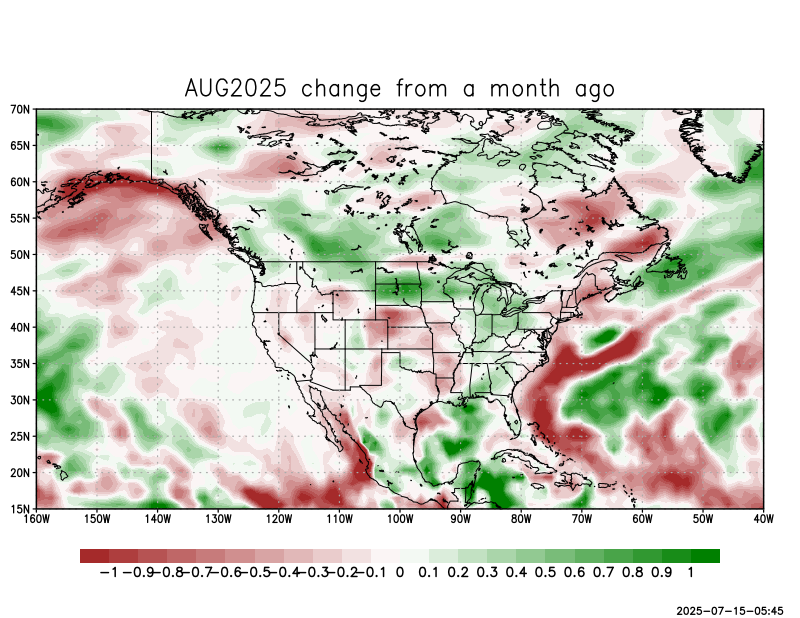 AUG2025 change from a month ago
70N
65N
60N
55N
50N
45N
40N
35N
30N
25N
20N
15N
160W 150W 140W 130W 120W 110W 100W 90W 80W 70W 60W 50W 40W
−1 −0.9 −0.8 −0.7 −0.6 −0.5 −0.4 −0.3 −0.2 −0.1 0 0.1 0.2 0.3 0.4 0.5 0.6 0.7 0.8 0.9 1
2025-07-15-05:45